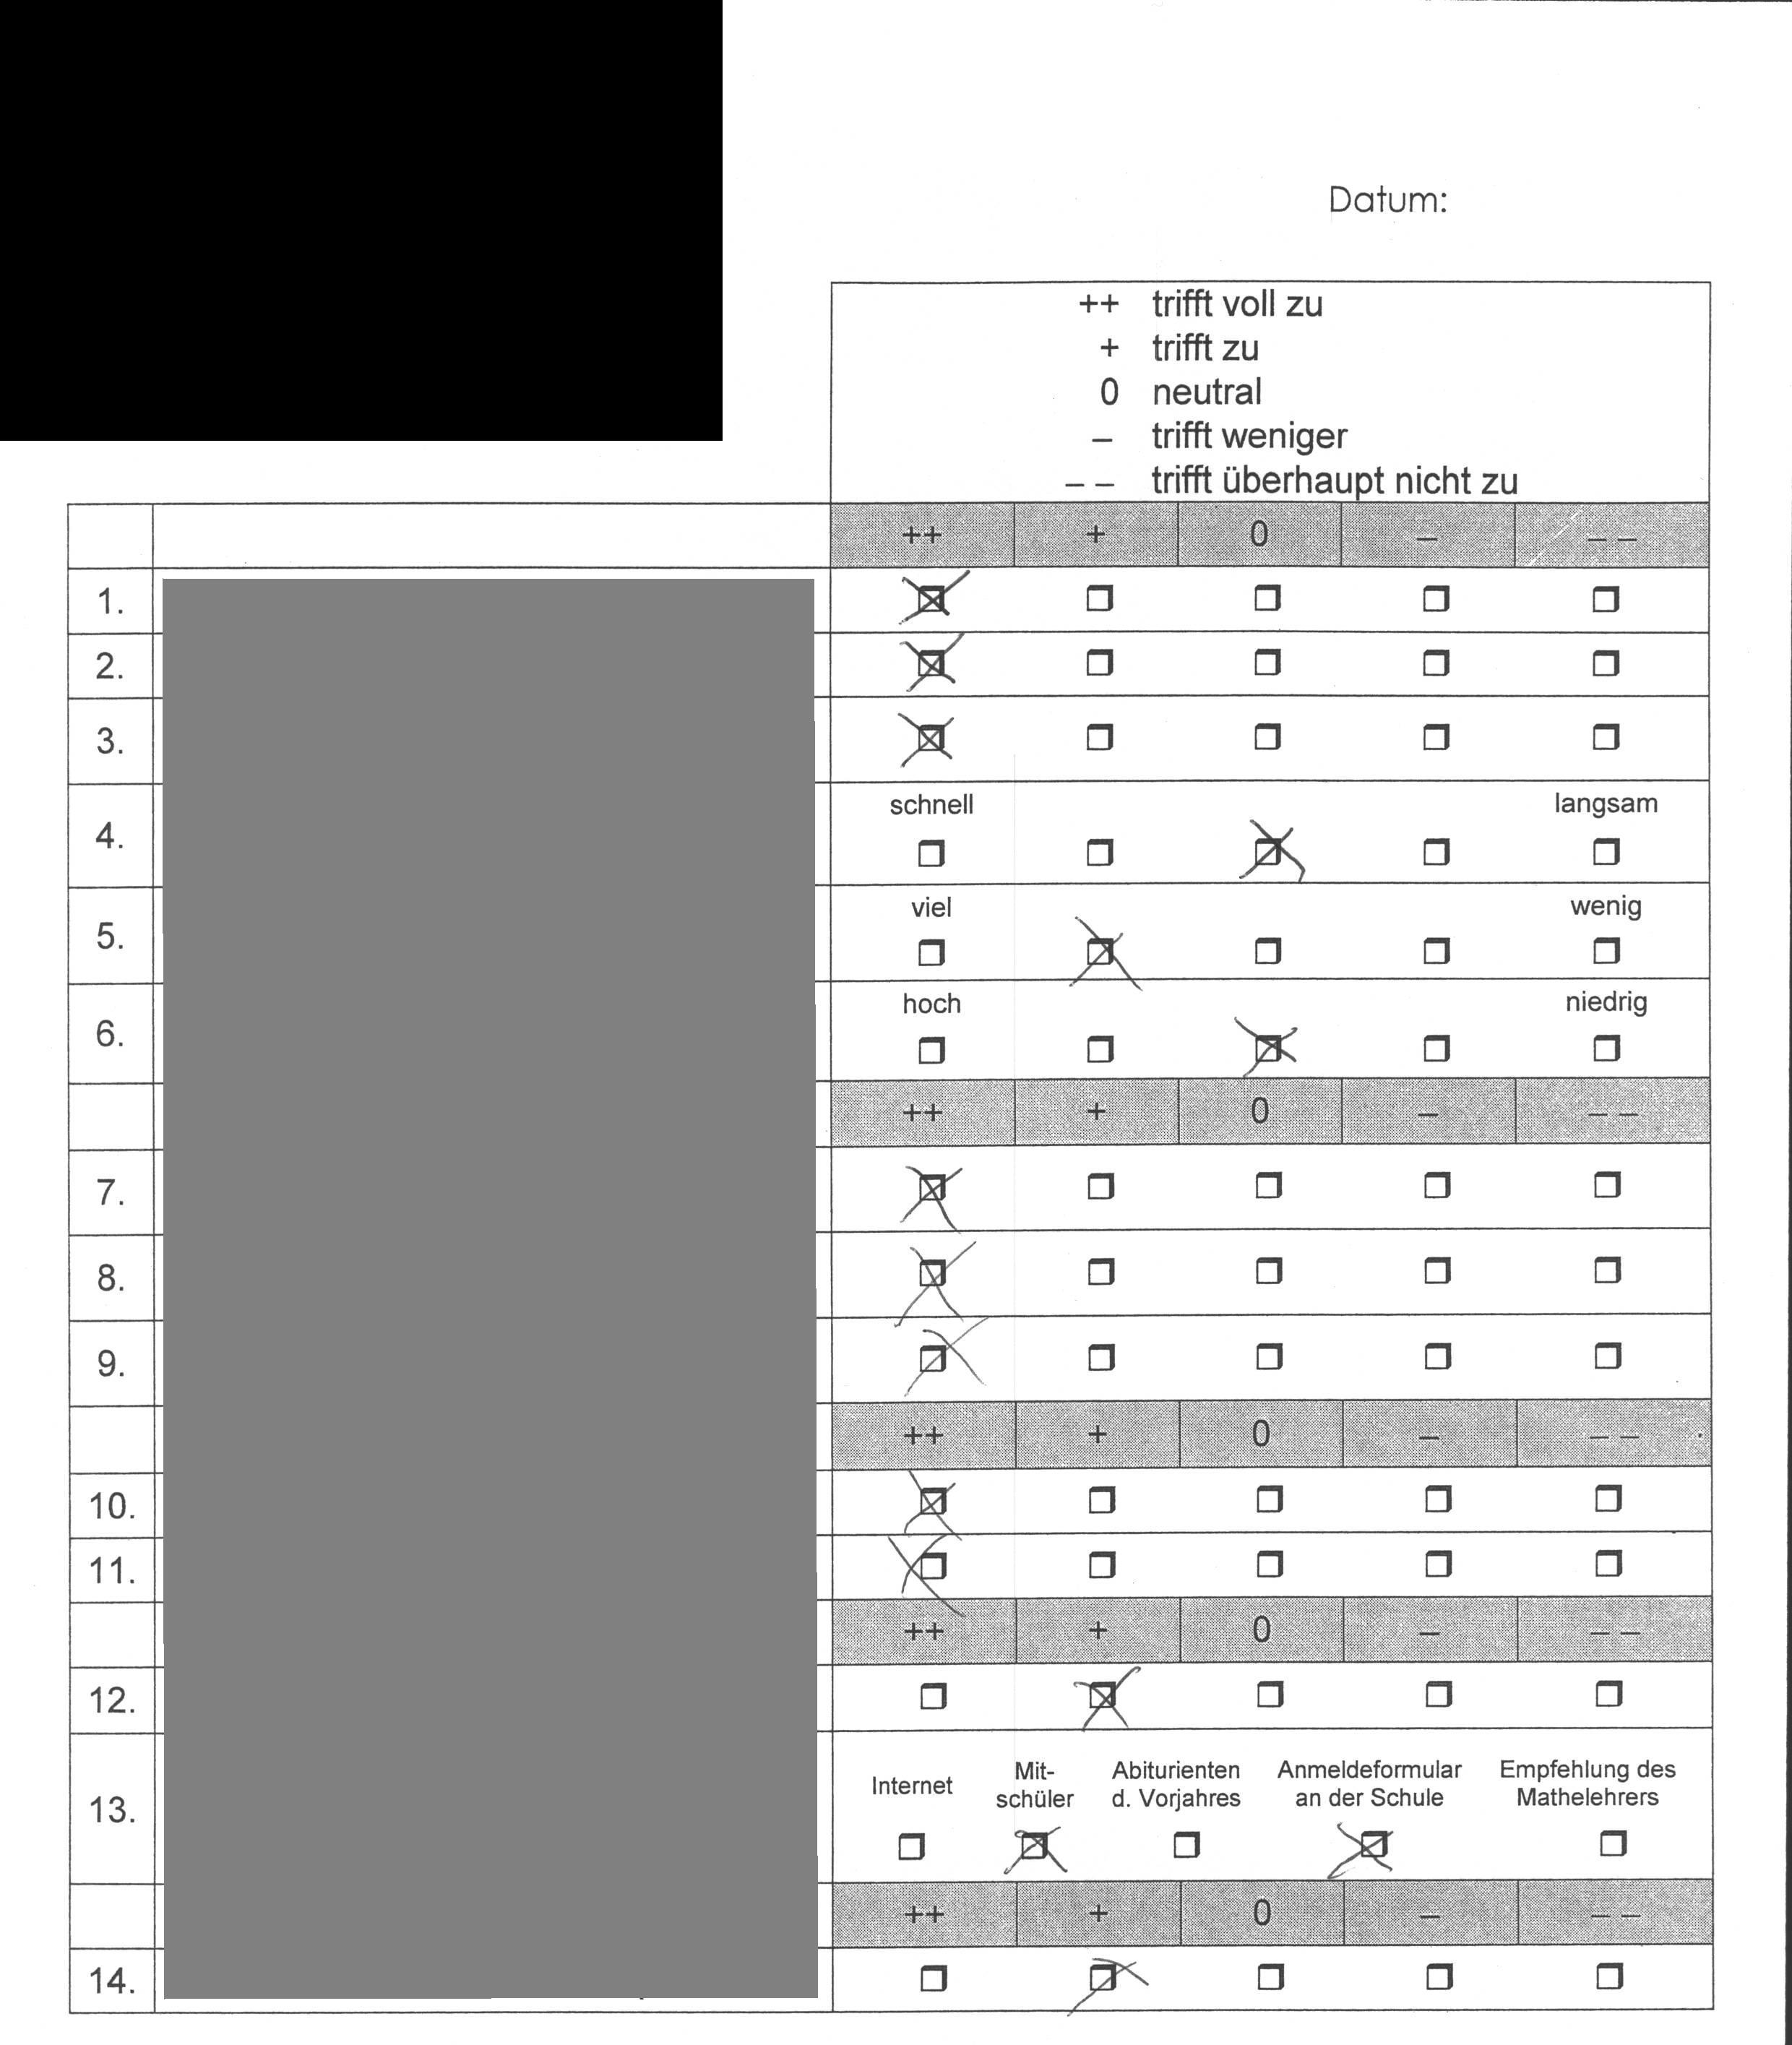 Datum:
++ trifft voll zu
+ trifft zu
0 neutral
– trifft weniger
– – trifft überhaupt nicht zu
++ + 0 – – –
1.
2.
3.
schnell langsam
4.
viel wenig
5.
hoch niedrig
6.
++ + 0 – – –
7.
8.
9.
++ + 0 – – –
10.
11.
++ + 0 – – –
12.
13.
Internet Mit- Abiturienten Anmeldeformular Empfehlung des
schüler d. Vorjahres an der Schule Mathelehrers
++ + 0 – – –
14.